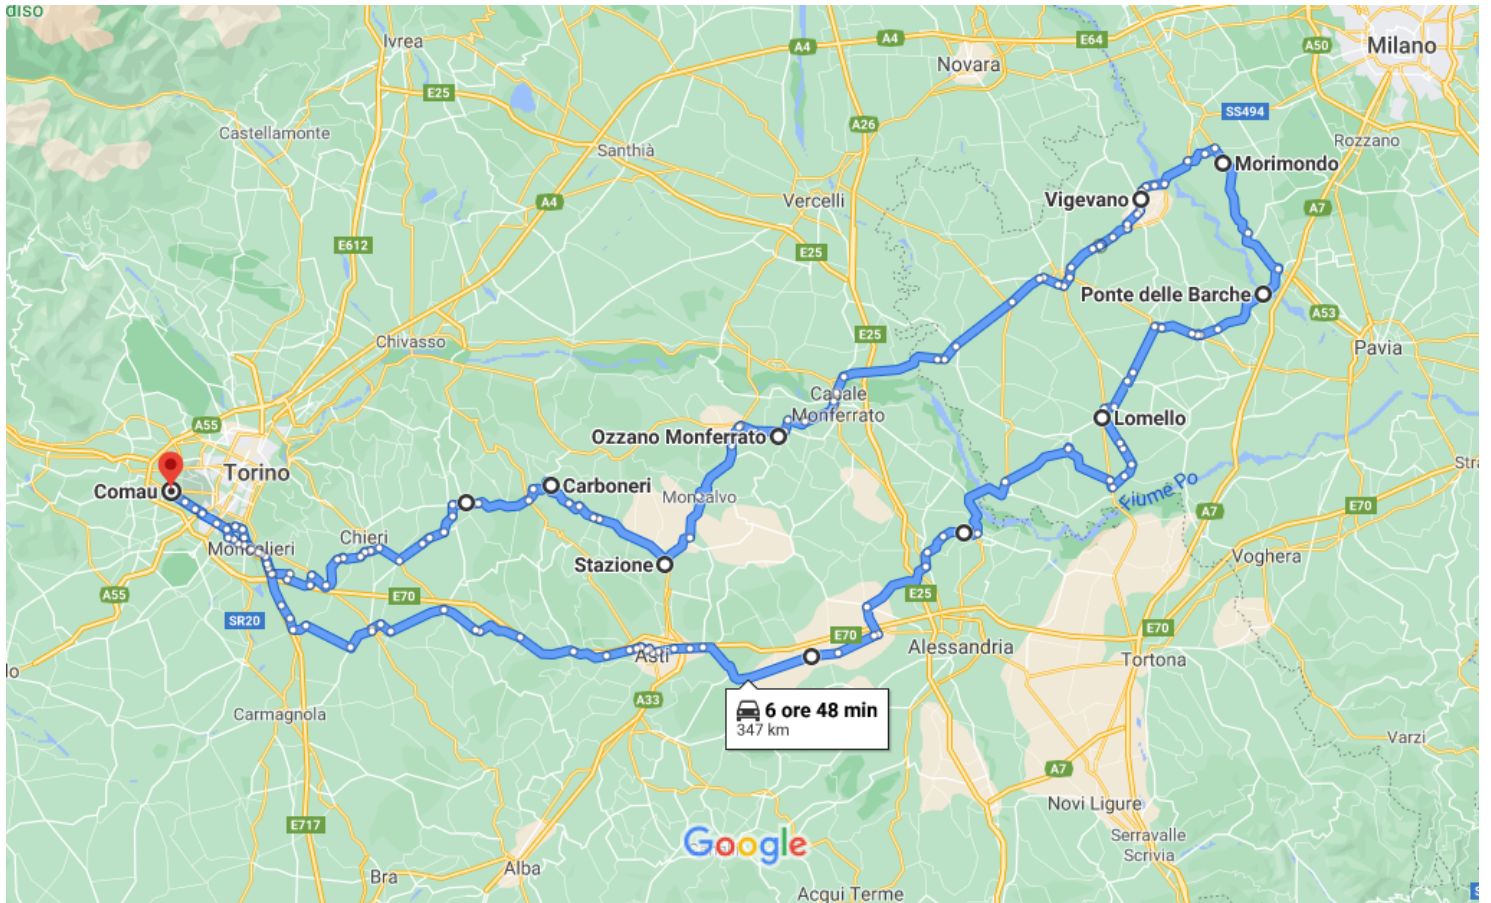 diso
Ivrea
A4
A4
E64
A50
Milano
Novara
E25
SS494
A26
Castellamonte
Rozzano
Santhià
Morimondo
Vigevano
Vercelli
A4
A7
E612
E25
Ponte delle Barche
A53
E25
Chivasso
Pavia
Casale
Monferrato
A55
Lomello
Ozzano Monferrato
Torino
Stra
Comau
Carboneri
Moncalvo
Fiume Po
A7
E70
Chieri
Moncalieri
Voghera
Stazione
A55
E70
E25
SR20
E70
E70
Asti
Alessandria
Tortona
lo
A33
6 ore 48 min
347 km
Carmagnola
Varzi
A7
Novi Ligure
E717
Serravalle
Scrivia
Google
Alba
Bra
Acqui Terme
S